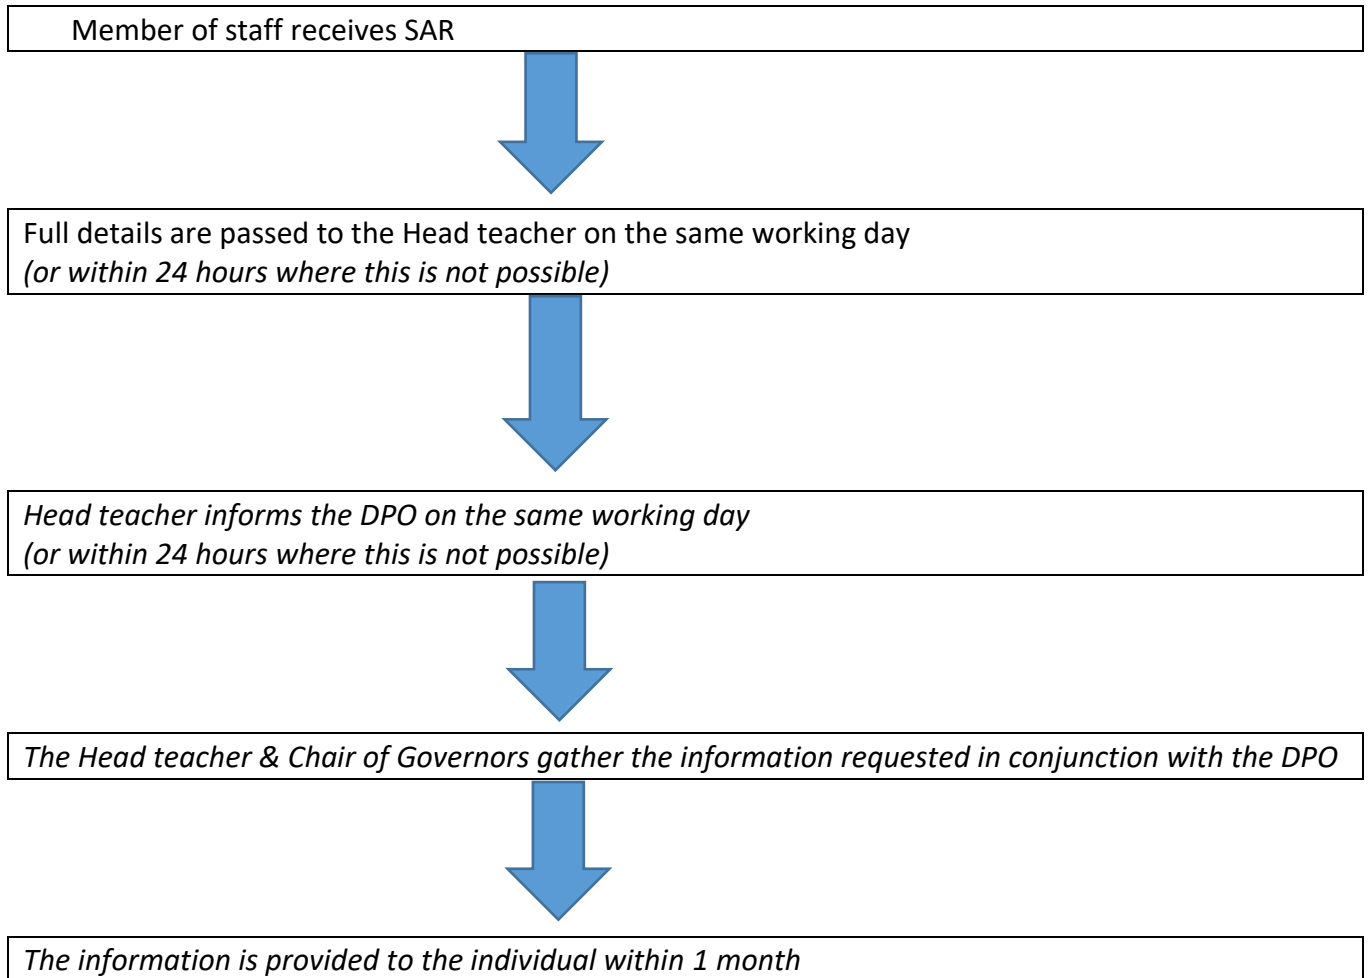 Member of staff receives SAR
Full details are passed to the Head teacher on the same working day
(or within 24 hours where this is not possible)
Head teacher informs the DPO on the same working day
(or within 24 hours where this is not possible)
The Head teacher & Chair of Governors gather the information requested in conjunction with the DPO
The information is provided to the individual within 1 month